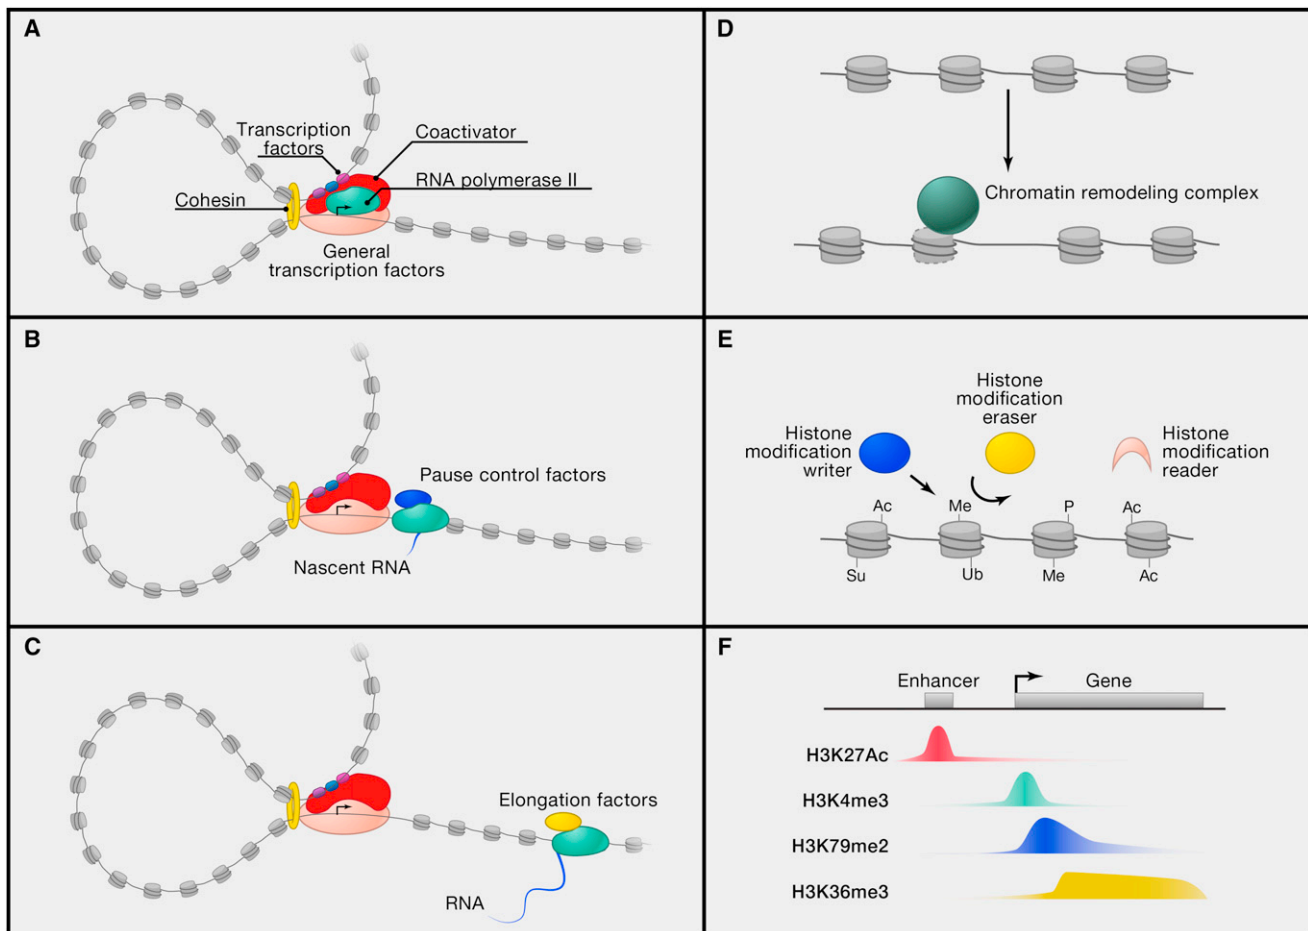 A
Transcription
factors
Coactivator
RNA polymerase II
Cohesin
General
transcription factors
B
Pause control factors
Nascent RNA
C
Elongation factors
RNA
D
Chromatin remodeling complex
E
Histone
modification
writer
Histone
modification
eraser
Histone
modification
reader
Ac
Me
P
Ac
Su
Ub
Me
Ac
F
Enhancer
Gene
H3K27Ac
H3K4me3
H3K79me2
H3K36me3